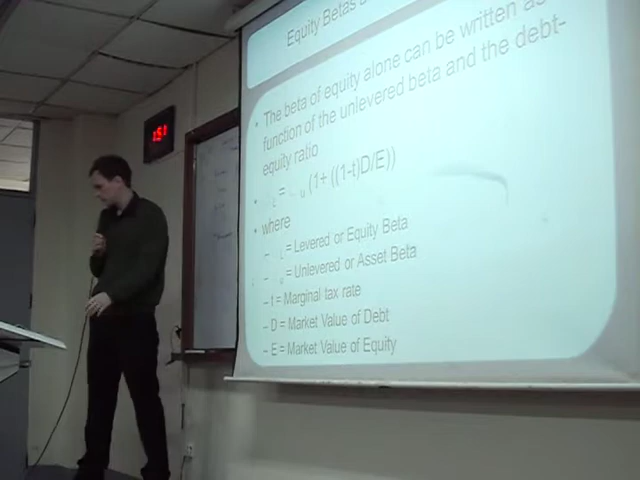 Equity Betas
The beta of equity alone can be written as
function of the unlevered beta and the debt-
equity ratio
= u (1+ ((1-t)D/E))
where
– L = Levered or Equity Beta
– u = Unlevered or Asset Beta
– t = Marginal tax rate
– D = Market Value of Debt
– E = Market Value of Equity